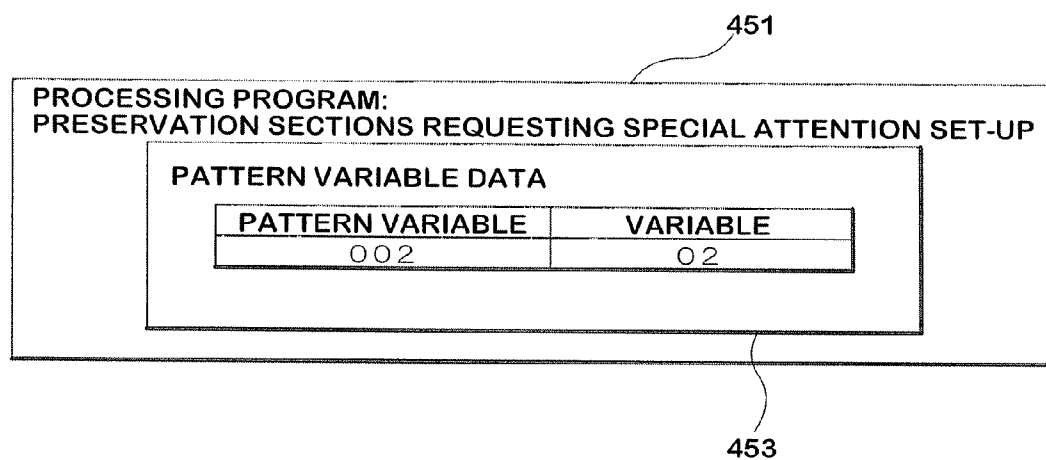 451
PROCESSING PROGRAM:
PRESERVATION SECTIONS REQUESTING SPECIAL ATTENTION SET-UP
PATTERN VARIABLE DATA
PATTERN VARIABLE VARIABLE
002 02
453